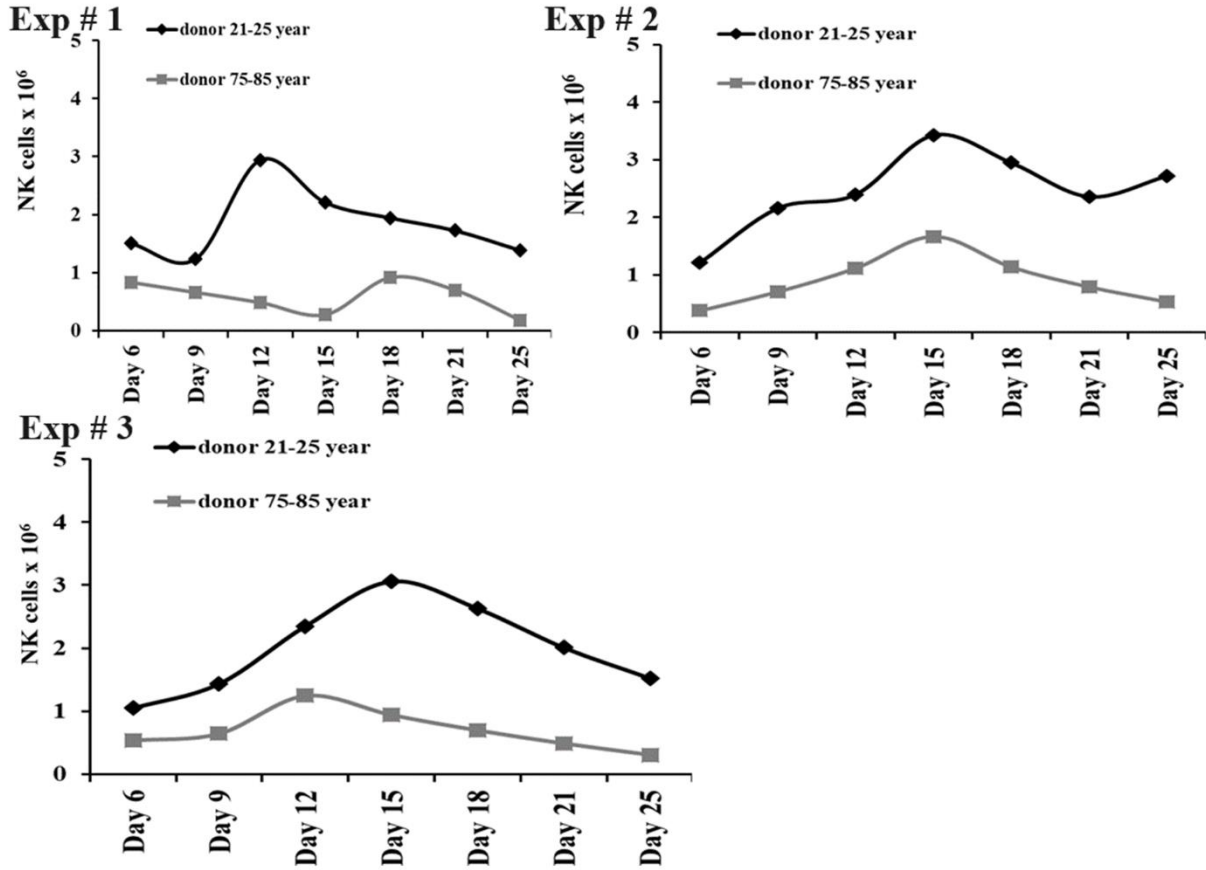 Exp # 1
donor 21-25 year
donor 75-85 year
NK cells x 10⁶
5
4
3
2
1
0
Day 6
Day 9
Day 12
Day 15
Day 18
Day 21
Day 25
Exp # 2
donor 21-25 year
donor 75-85 year
NK cells x 10⁶
5
4
3
2
1
0
Day 6
Day 9
Day 12
Day 15
Day 18
Day 21
Day 25
Exp # 3
donor 21-25 year
donor 75-85 year
NK cells x 10⁶
5
4
3
2
1
0
Day 6
Day 9
Day 12
Day 15
Day 18
Day 21
Day 25